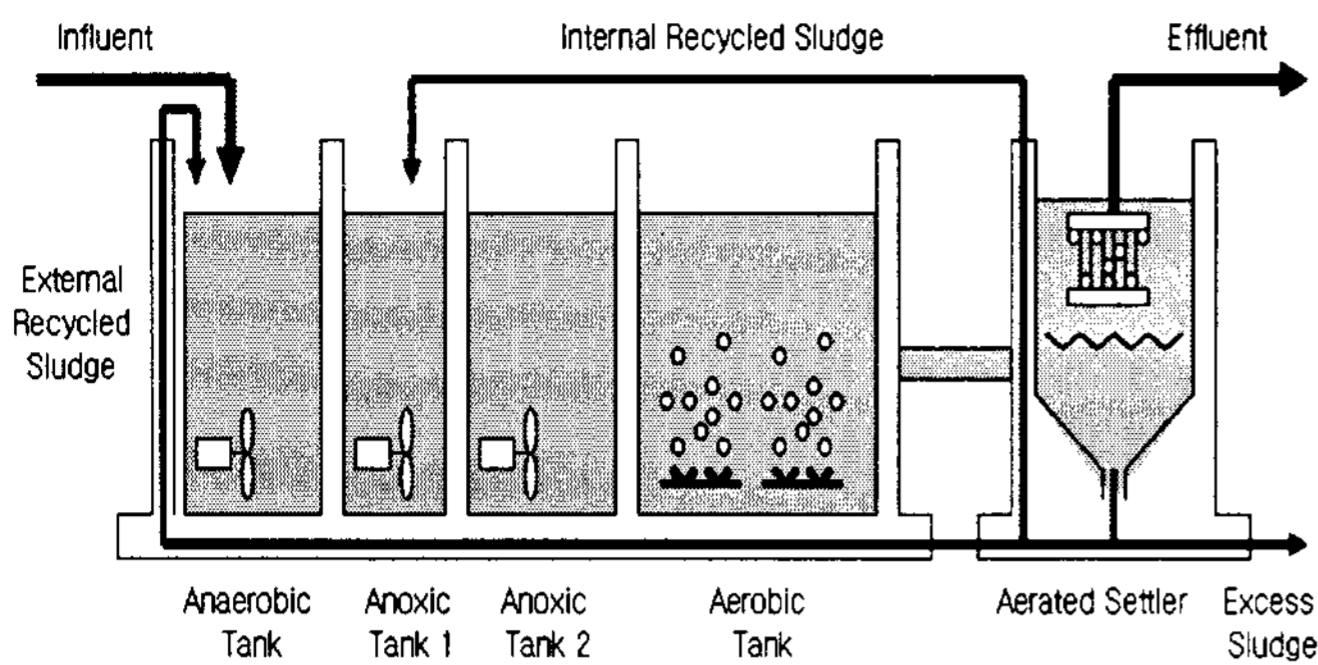 Influent
Internal Recycled Sludge
Effluent
External
Recycled
Sludge
Anaerobic
Tank
Anoxic
Tank 1
Anoxic
Tank 2
Aerobic
Tank
Aerated Settler
Excess
Sludge